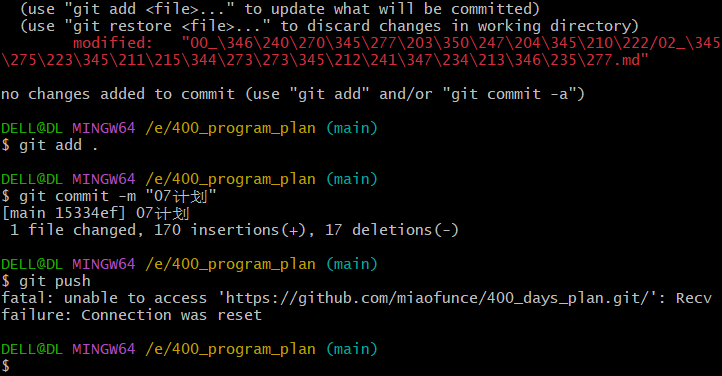 (use "git add <file>..." to update what will be committed)
(use "git restore <file>..." to discard changes in working directory)
modified:   "00_\346\240\270\345\277\203\350\247\204\345\210\222/02_\345
\275\223\345\211\215\344\273\273\345\212\241\347\234\213\346\235\277.md"
no changes added to commit (use "git add" and/or "git commit -a")
DELL@DL MINGW64 /e/400_program_plan (main)
$ git add .
DELL@DL MINGW64 /e/400_program_plan (main)
$ git commit -m "07计划"
[main 15334ef] 07计划
1 file changed, 170 insertions(+), 17 deletions(-)
DELL@DL MINGW64 /e/400_program_plan (main)
$ git push
fatal: unable to access 'https://github.com/miaofunce/400_days_plan.git/': Recv
failure: Connection was reset
DELL@DL MINGW64 /e/400_program_plan (main)
$